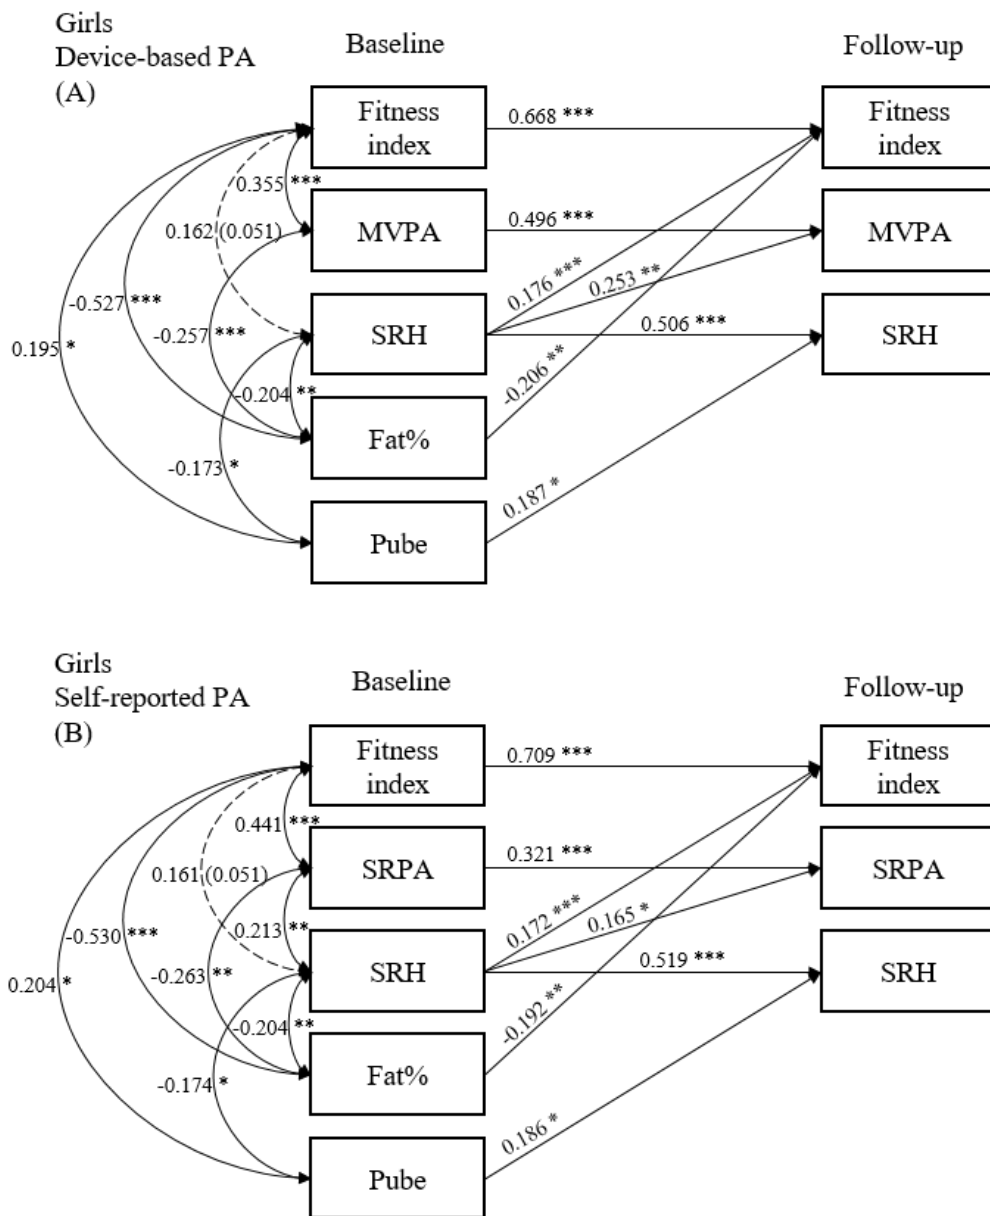 Girls
Device-based PA
(A)
Baseline
Follow-up
Fitness
index
0.668 ***
Fitness
index
0.355 ***
MVPA
0.496 ***
MVPA
0.162 (0.051)
0.176 ***
0.253 **
-0.527 ***
-0.257 ***
SRH
0.506 ***
SRH
0.195 *
-0.204 **
-0.206 **
Fat%
-0.173 *
0.187 *
Pube
Girls
Self-reported PA
(B)
Baseline
Follow-up
Fitness
index
0.709 ***
Fitness
index
0.441 ***
SRPA
0.321 ***
SRPA
0.161 (0.051)
0.172 ***
0.165 *
-0.530 ***
0.213 **
-0.263 **
SRH
0.519 ***
SRH
0.204 *
-0.204 **
-0.192 **
Fat%
-0.174 *
0.186 *
Pube